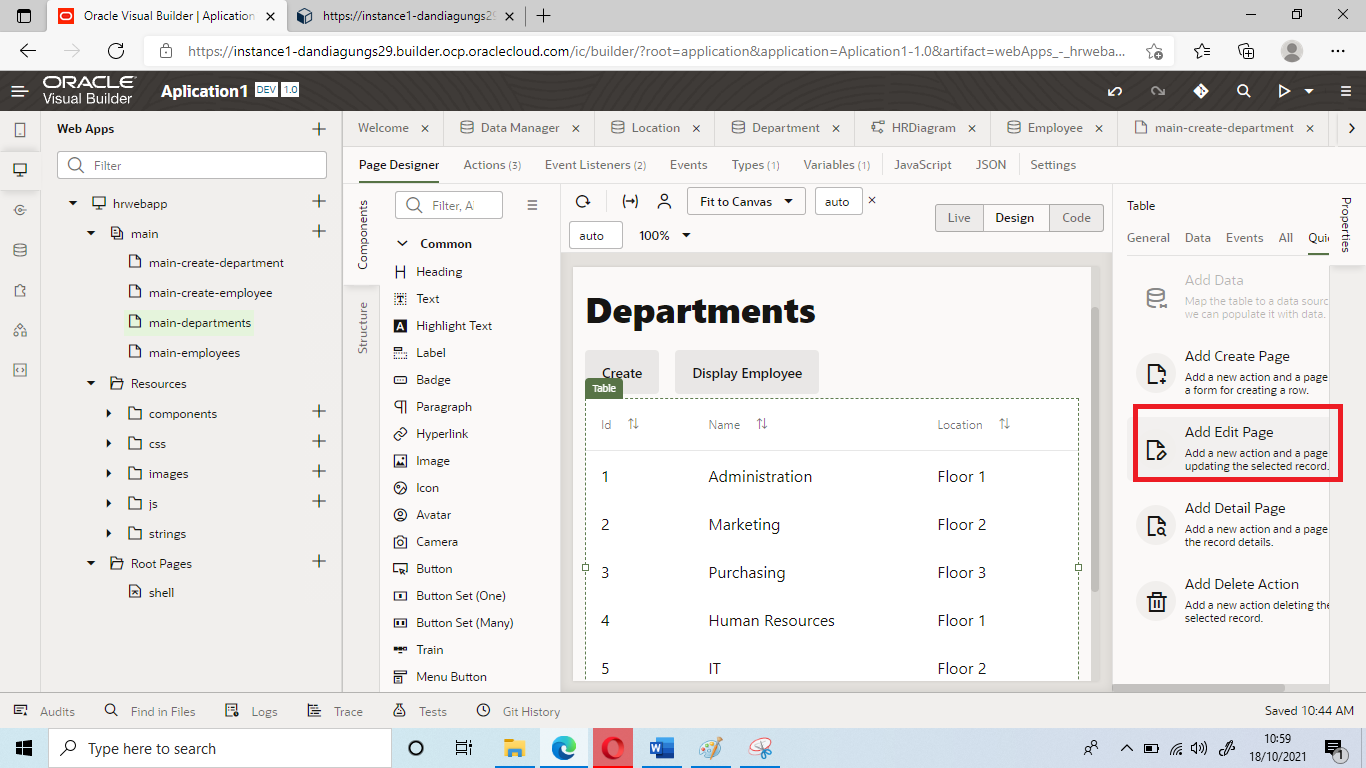 Oracle Visual Builder | Aplication
https://instance1-dandiagungs29
https://instance1-dandiagungs29.builder.ocp.oraclecloud.com/ic/builder/?root=application&application=Aplication1-1.0&artifact=webApps_-_hrweba...
ORACLE
Visual Builder
Aplication1
DEV
1.0
Web Apps
Filter
hrwebapp
main
main-create-department
main-create-employee
main-departments
main-employees
Resources
components
css
images
js
strings
Root Pages
shell
Welcome
Data Manager
Location
Department
HRDiagram
Employee
main-create-department
Page Designer
Actions (3)
Event Listeners (2)
Events
Types (1)
Variables (1)
JavaScript
JSON
Settings
Components
Structure
Filter, A
Common
Heading
Text
Highlight Text
Label
Badge
Paragraph
Hyperlink
Image
Icon
Avatar
Camera
Button
Button Set (One)
Button Set (Many)
Train
Menu Button
Fit to Canvas
auto
×
auto
100%
Live
Design
Code
Departments
Create
Display Employee
Table
Id Name Location
1 Administration Floor 1
2 Marketing Floor 2
3 Purchasing Floor 3
4 Human Resources Floor 1
5 IT Floor 2
Table
General
Data
Events
All
Qui
Properties
Add Data
Map the table to a data sourc
we can populate it with data.
Add Create Page
Add a new action and a page
a form for creating a row.
Add Edit Page
Add a new action and a page
updating the selected record.
Add Detail Page
Add a new action and a page
the record details.
Add Delete Action
Add a new action deleting the
selected record.
Audits
Find in Files
Logs
Trace
Tests
Git History
Saved 10:44 AM
Type here to search
10:59
18/10/2021
1